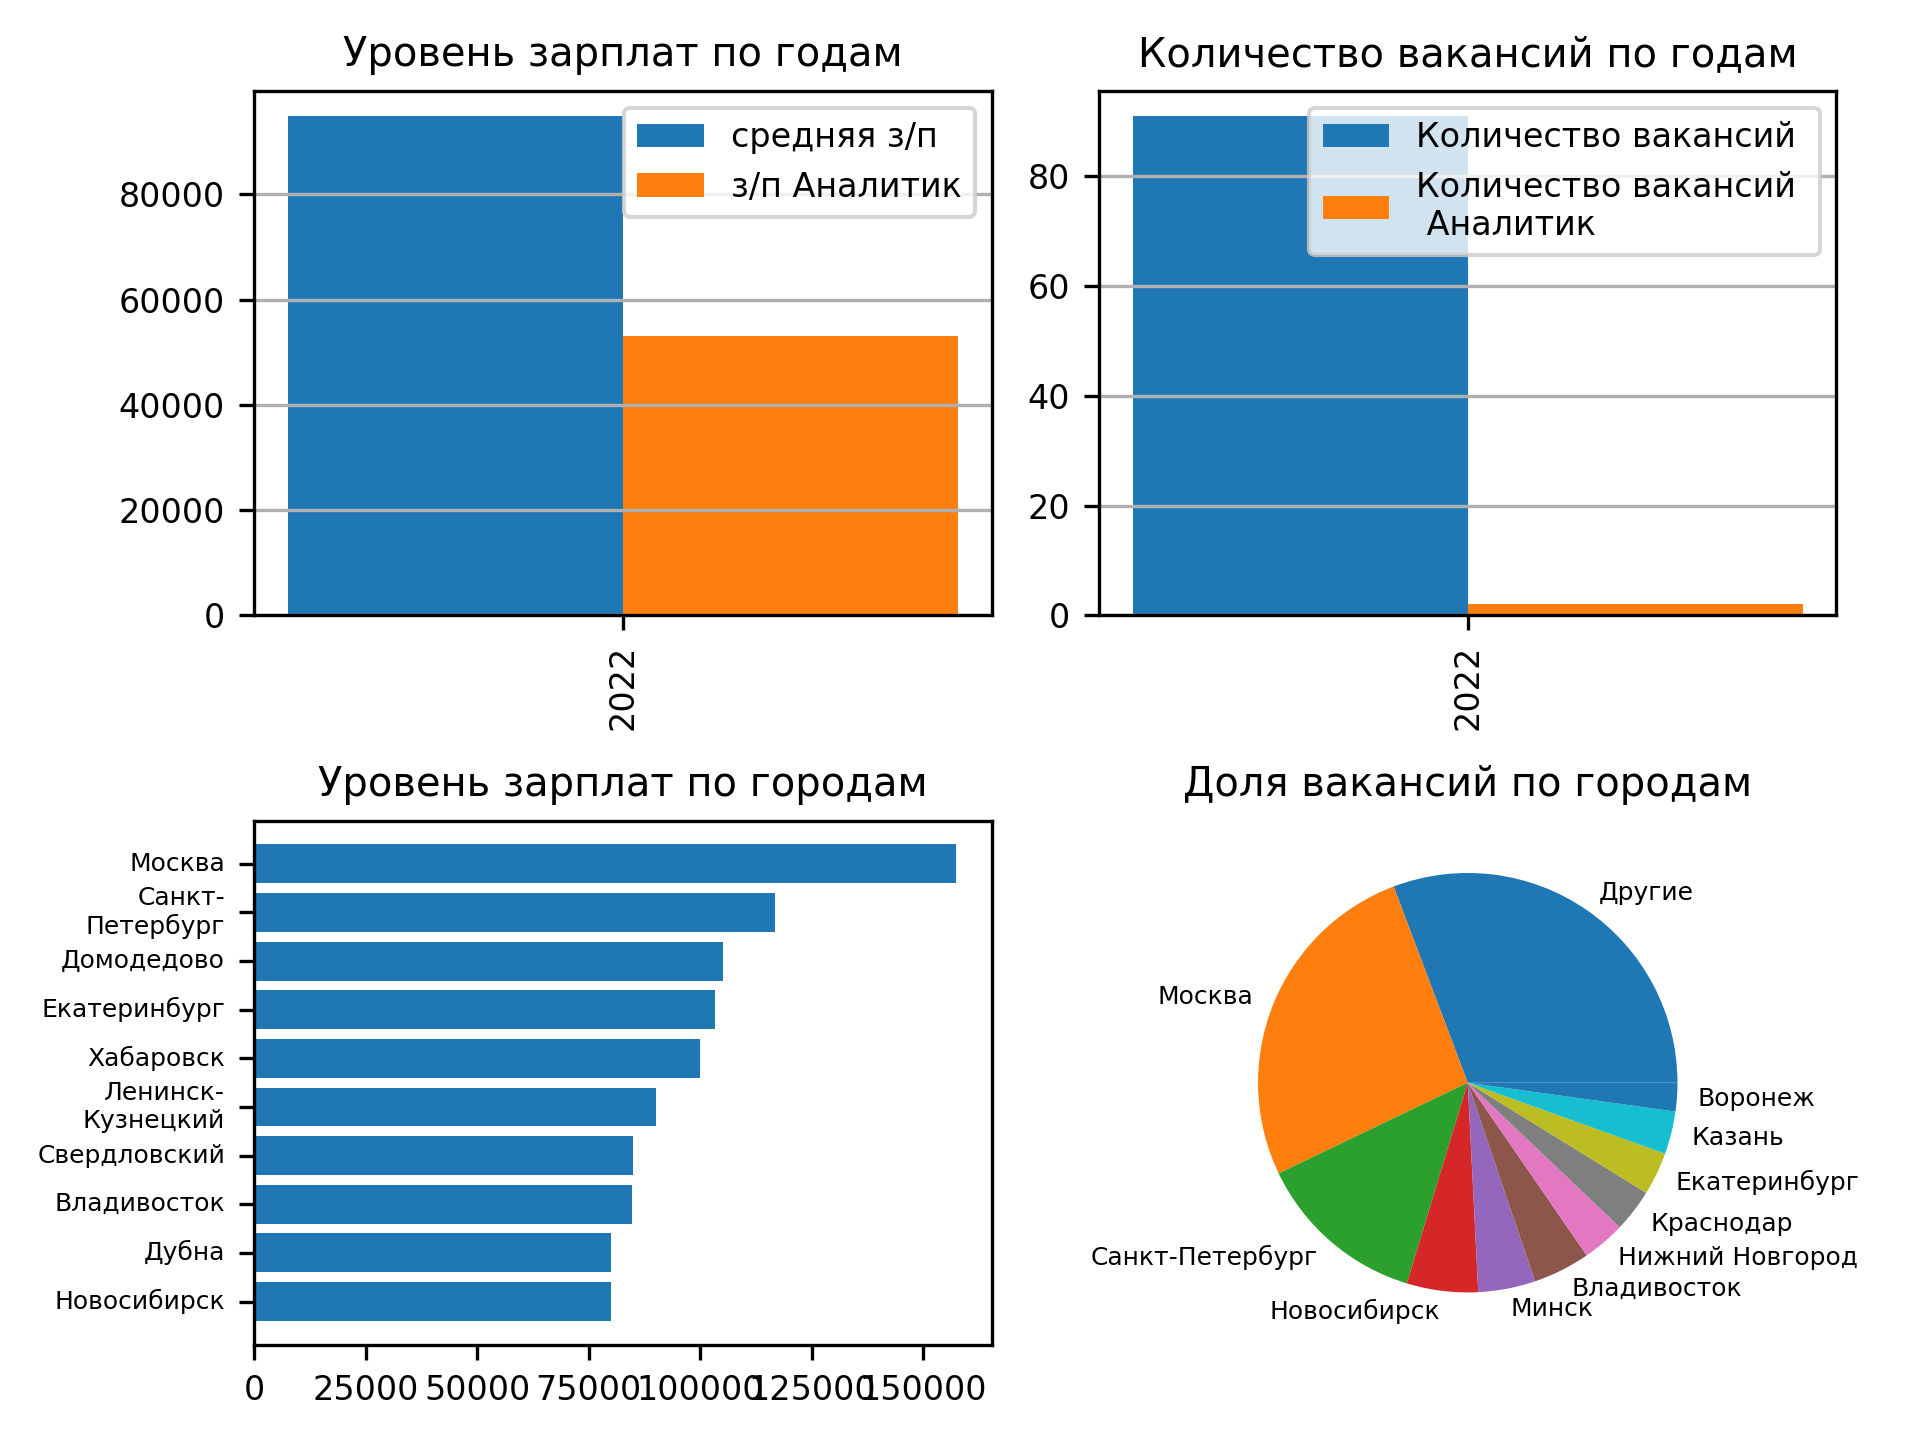 Уровень зарплат по годам
средняя з/п
з/п Аналитик
80000
60000
40000
20000
0
2022
Количество вакансий по годам
Количество вакансий
Количество вакансий
Аналитик
80
60
40
20
0
2022
Уровень зарплат по городам
Москва
Санкт-
Петербург
Домодедово
Екатеринбург
Хабаровск
Ленинск-
Кузнецкий
Свердловский
Владивосток
Дубна
Новосибирск
0 25000 50000 75000 100000 125000 150000
Доля вакансий по городам
Другие
Москва
Санкт-Петербург
Новосибирск
Минск
Владивосток
Нижний Новгород
Краснодар
Екатеринбург
Казань
Воронеж